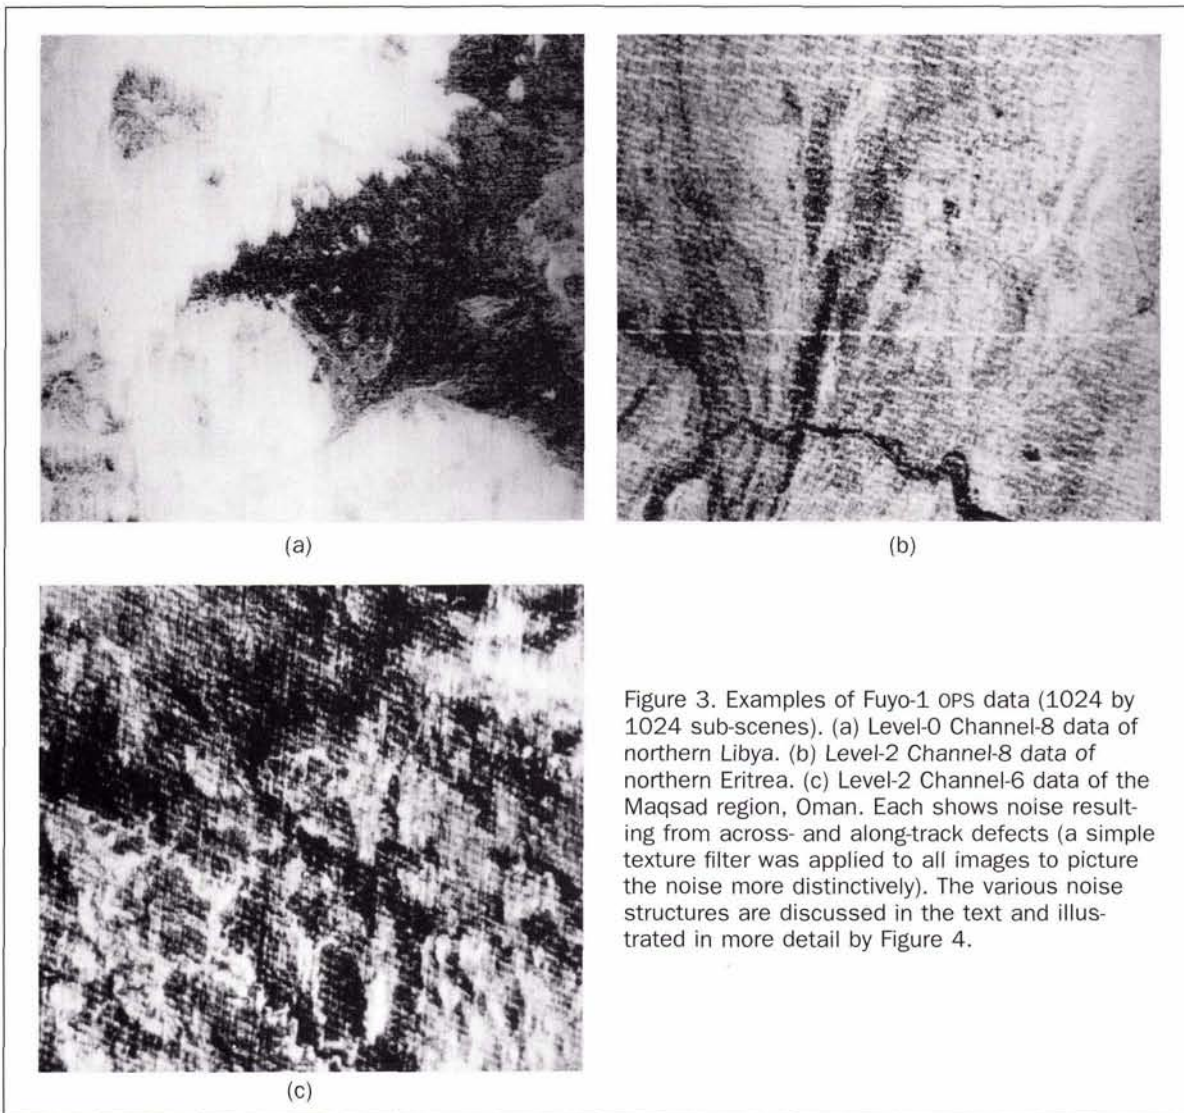 (a)
(b)
(c)
Figure 3. Examples of Fuyo-1 OPS data (1024 by
1024 sub-scenes). (a) Level-0 Channel-8 data of
northern Libya. (b) Level-2 Channel-8 data of
northern Eritrea. (c) Level-2 Channel-6 data of the
Maqsad region, Oman. Each shows noise result-
ing from across- and along-track defects (a simple
texture filter was applied to all images to picture
the noise more distinctively). The various noise
structures are discussed in the text and illus-
trated in more detail by Figure 4.